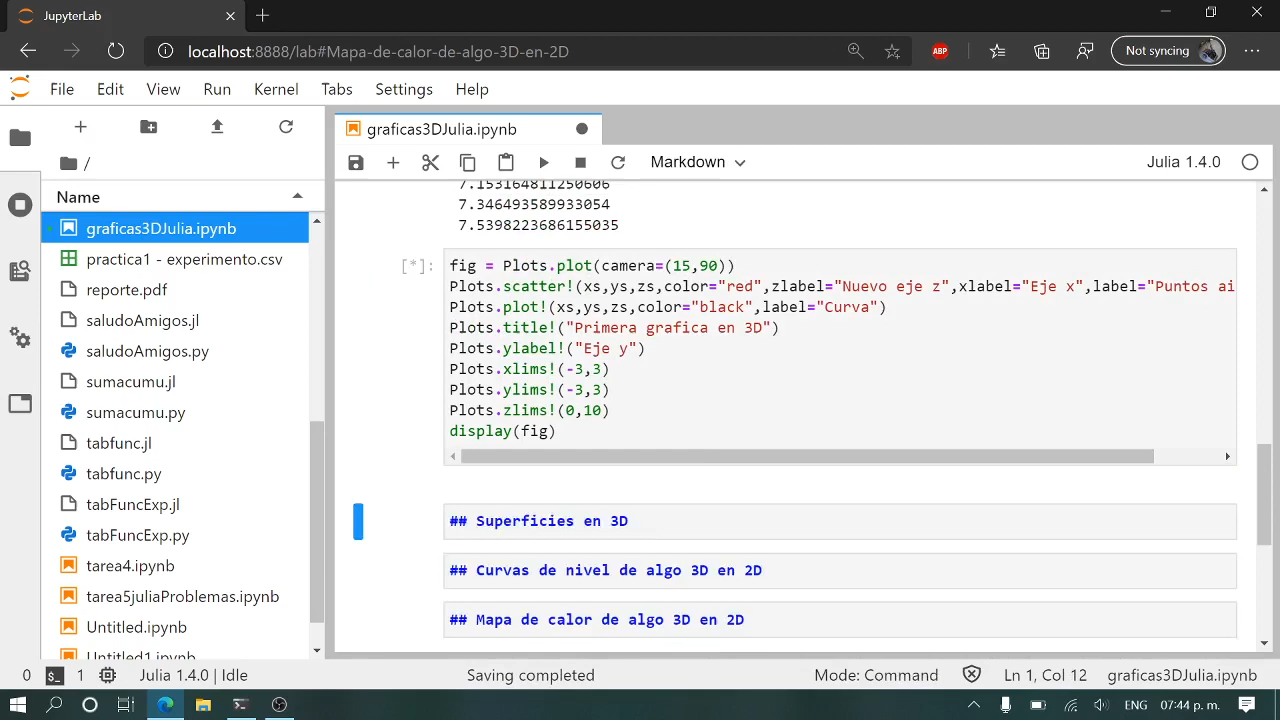 JupyterLab
localhost:8888/lab#Mapa-de-calor-de-algo-3D-en-2D
ABP
Not syncing
File Edit View Run Kernel Tabs Settings Help
graficas3DJulia.ipynb
Markdown
Julia 1.4.0
/
Name
graficas3DJulia.ipynb
practica1 - experimento.csv
reporte.pdf
saludoAmigos.jl
saludoAmigos.py
sumacumu.jl
sumacumu.py
tabfunc.jl
tabfunc.py
tabFuncExp.jl
tabFuncExp.py
tarea4.ipynb
tarea5juliaProblemas.ipynb
Untitled.ipynb
Untitled1.ipynb
7.153164811250606
7.346493589933054
7.5398223686155035
[*]:
fig = Plots.plot(camera=(15,90))
Plots.scatter!(xs,ys,zs,color="red",zlabel="Nuevo eje z",xlabel="Eje x",label="Puntos ai
Plots.plot!(xs,ys,zs,color="black",label="Curva")
Plots.title!("Primera grafica en 3D")
Plots.ylabel!("Eje y")
Plots.xlims!(-3,3)
Plots.ylims!(-3,3)
Plots.zlims!(0,10)
display(fig)
## Superficies en 3D
## Curvas de nivel de algo 3D en 2D
## Mapa de calor de algo 3D en 2D
0 1 Julia 1.4.0 | Idle Saving completed Mode: Command Ln 1, Col 12 graficas3DJulia.ipynb
ENG 07:44 p. m.